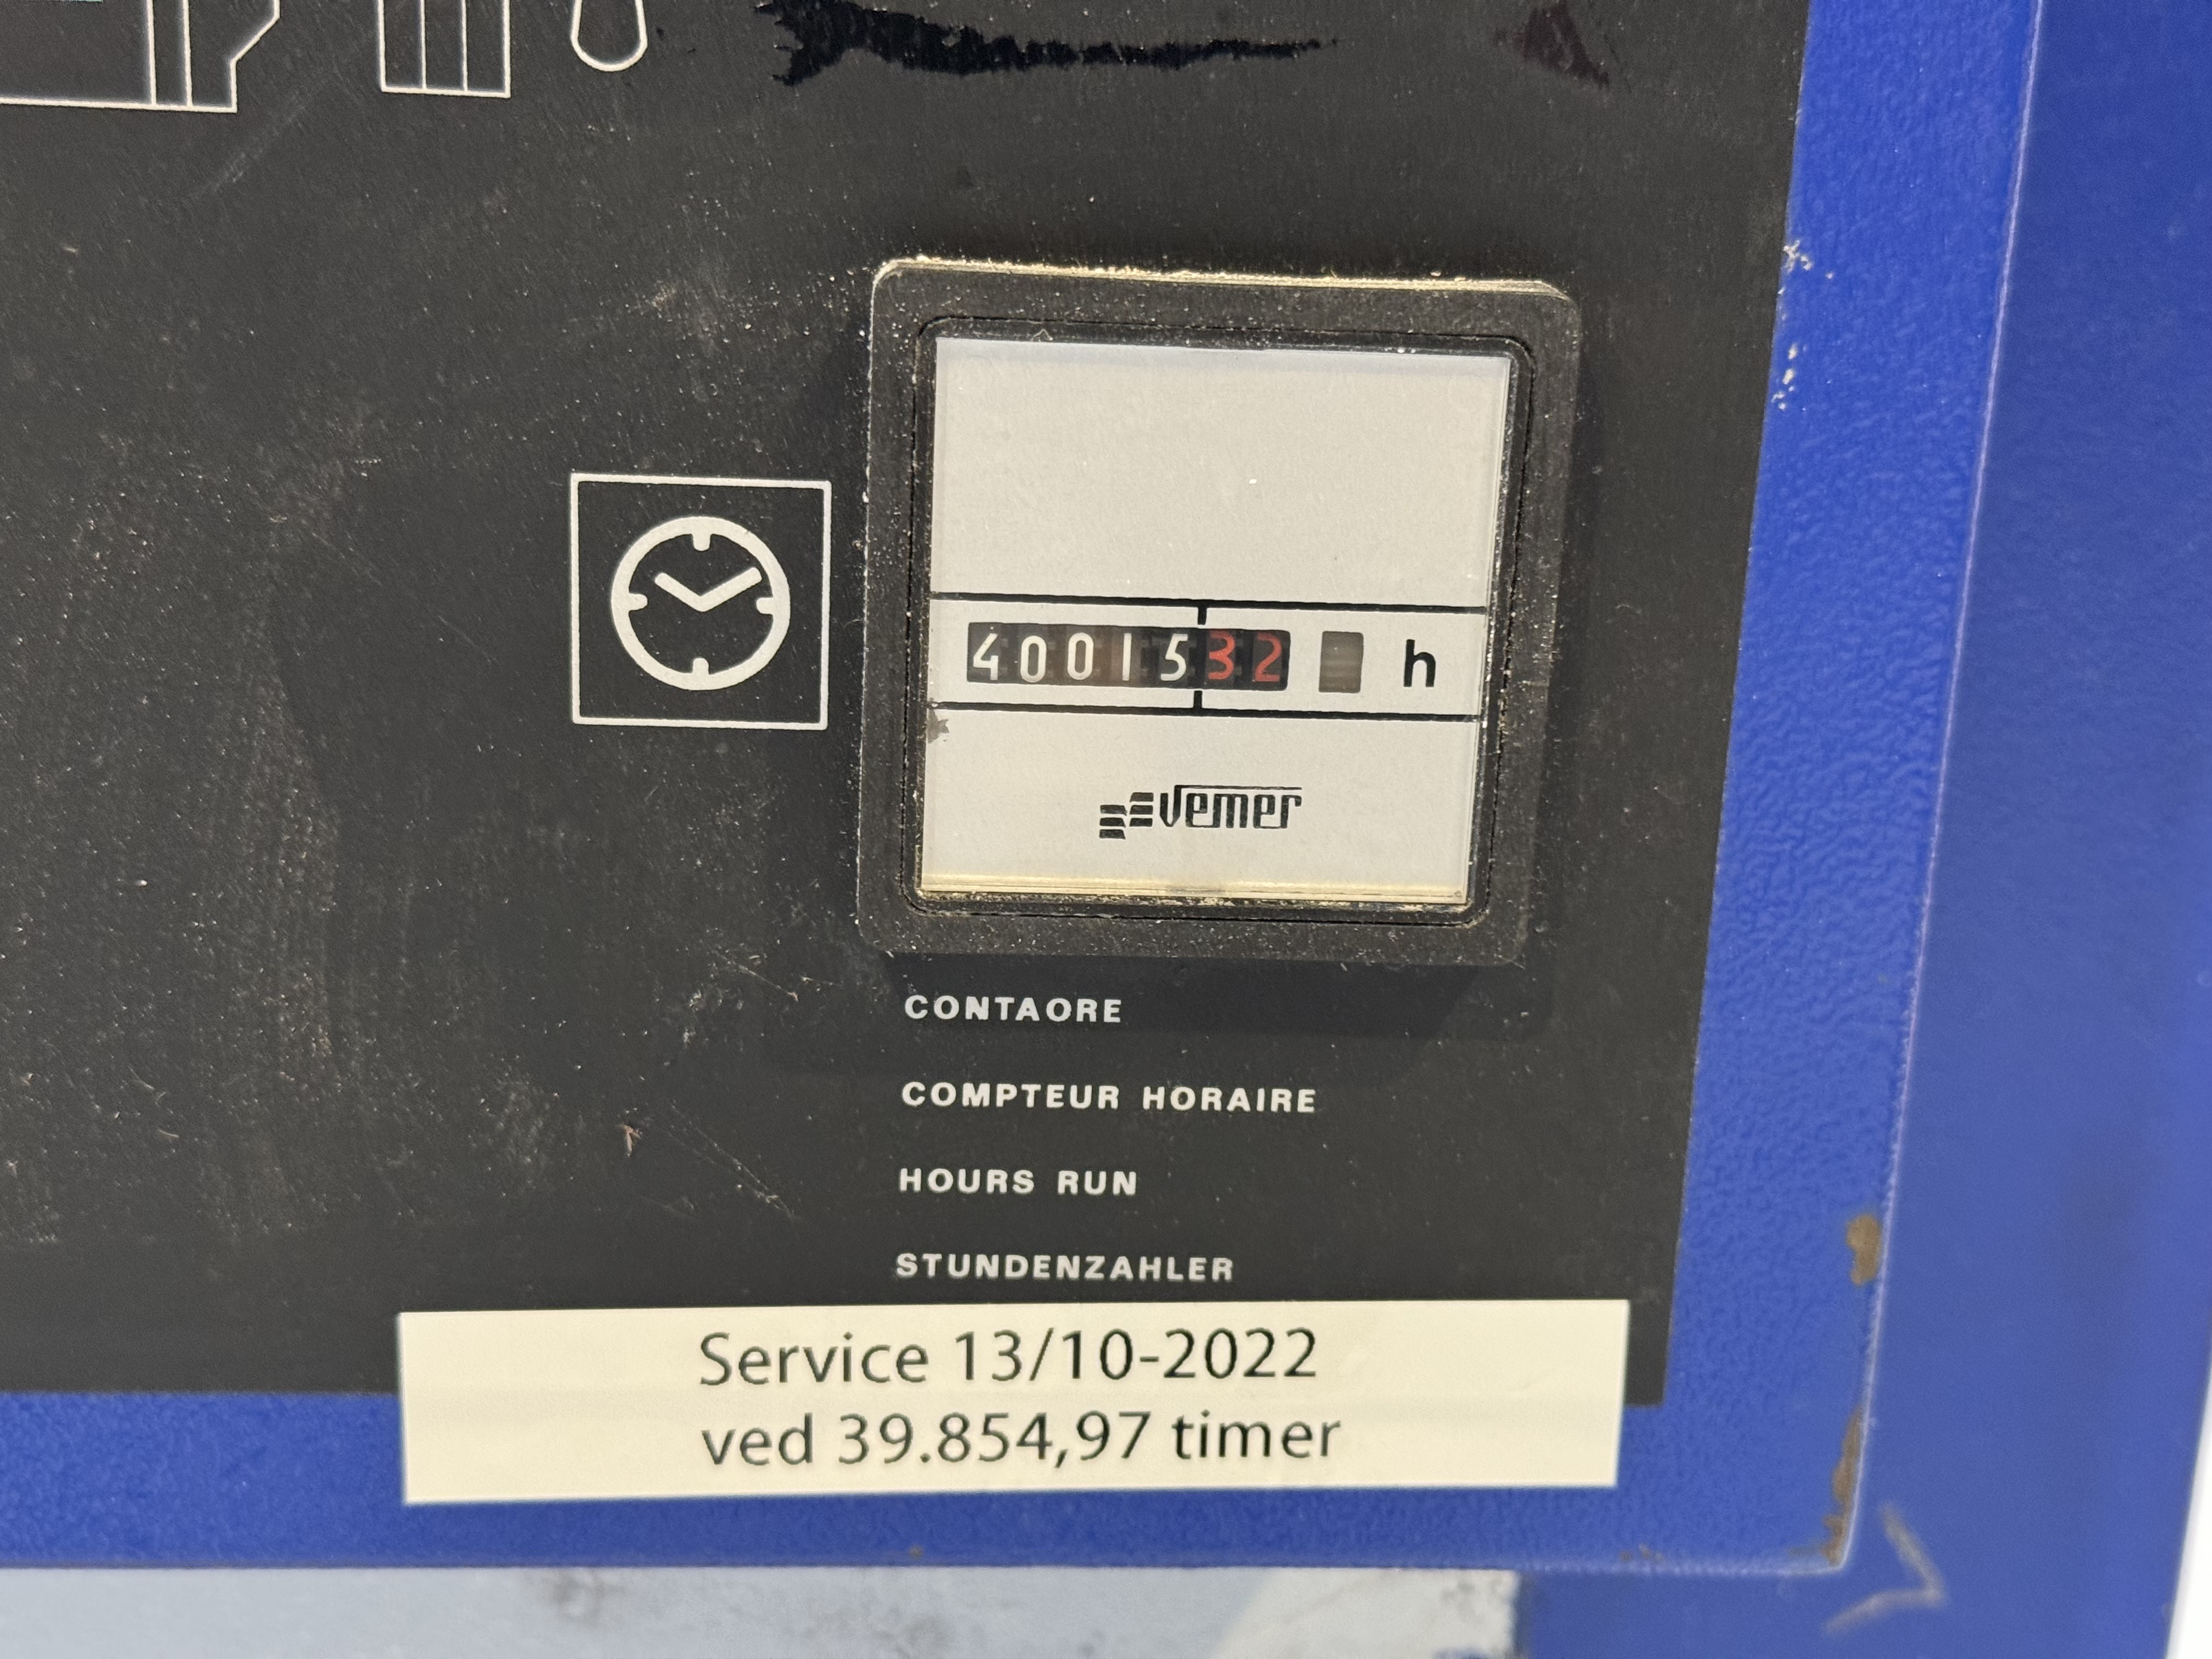 4001532 h
vemer
CONTAORE
COMPTEUR HORAIRE
HOURS RUN
STUNDENZAHLER
Service 13/10-2022
ved 39.854,97 timer